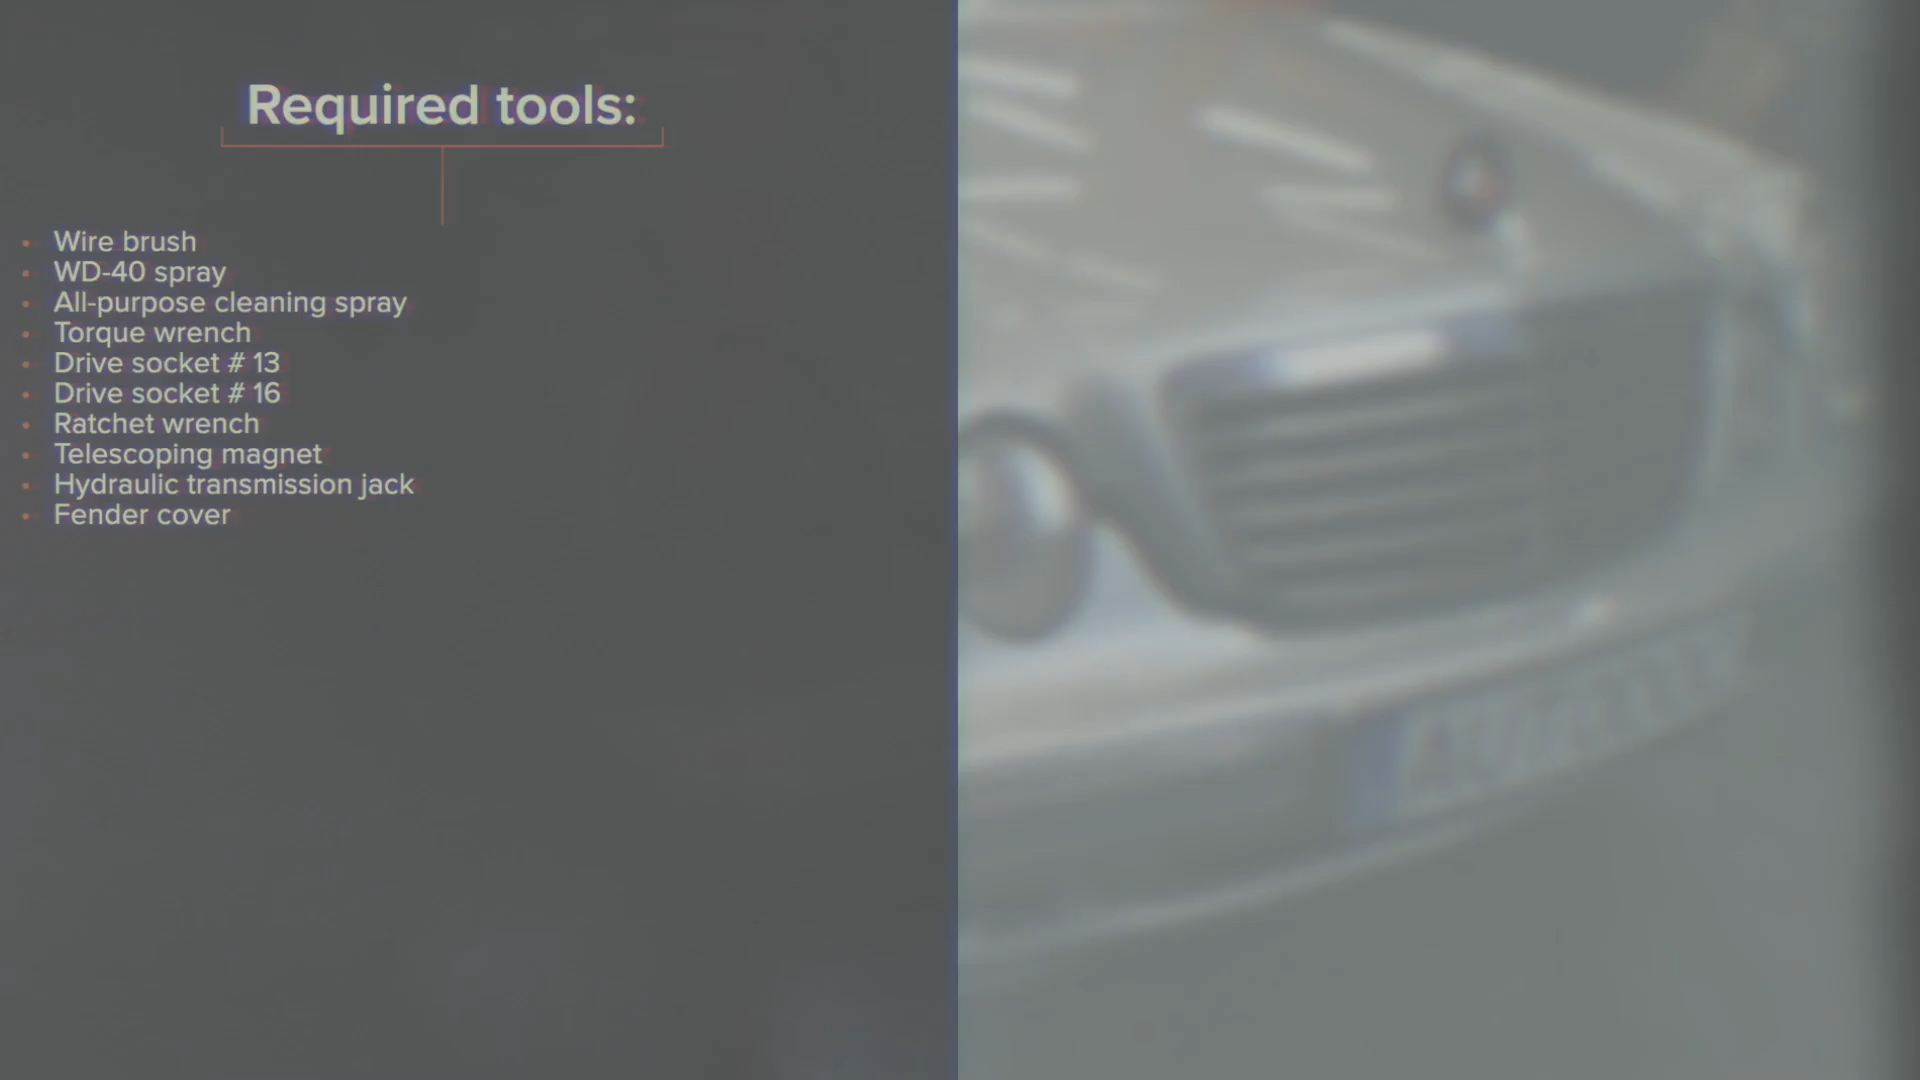 Required tools:
Wire brush
WD-40 spray
All-purpose cleaning spray
Torque wrench
Drive socket # 13
Drive socket # 16
Ratchet wrench
Telescoping magnet
Hydraulic transmission jack
Fender cover